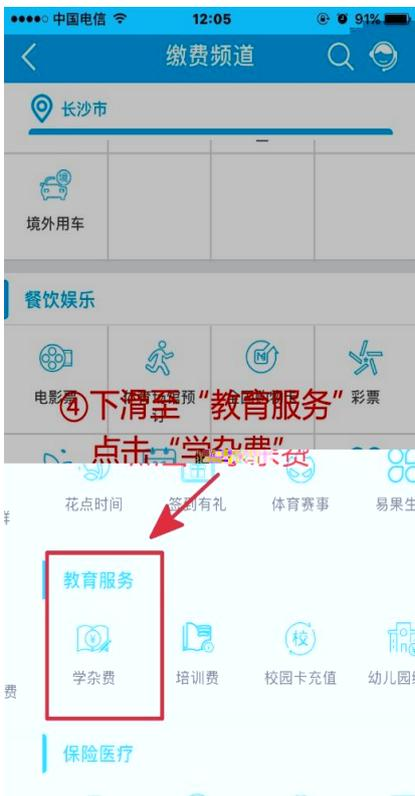 中国电信 12:05 91%
缴费频道
长沙市
境外用车
餐饮娱乐
电影票 彩票
④下滑至“教育服务”
点击“学杂费”
花点时间 签到有礼 体育赛事 易果生
教育服务
学杂费 培训费 校园卡充值 幼儿园
费
保险医疗